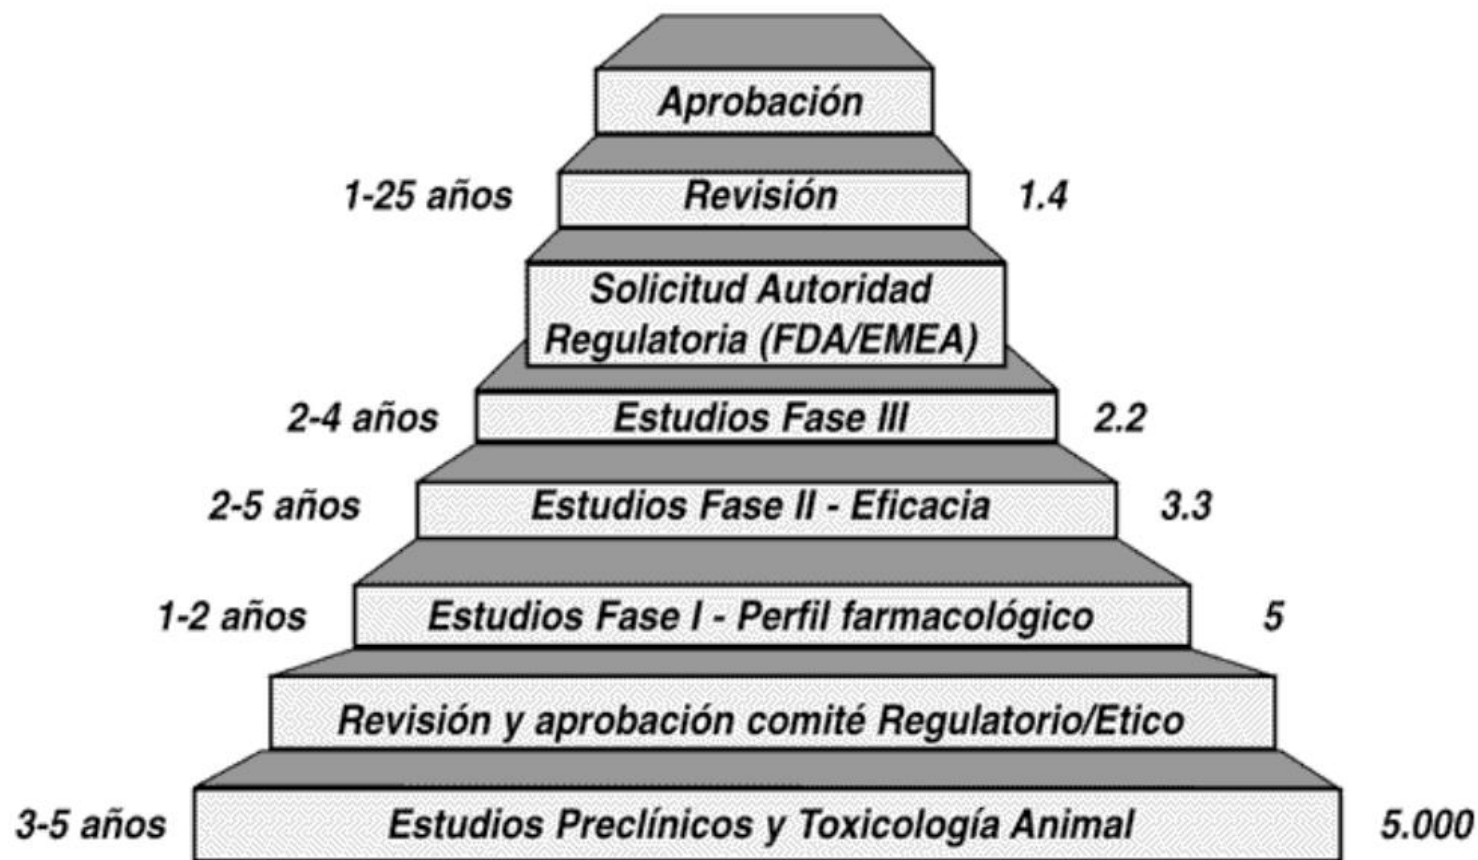 Aprobación
1-25 años Revisión 1.4
Solicitud Autoridad
Regulatoria (FDA/EMEA)
2-4 años Estudios Fase III 2.2
2-5 años Estudios Fase II - Eficacia 3.3
1-2 años Estudios Fase I - Perfil farmacológico 5
Revisión y aprobación comité Regulatorio/Etico
3-5 años Estudios Preclínicos y Toxicología Animal 5.000